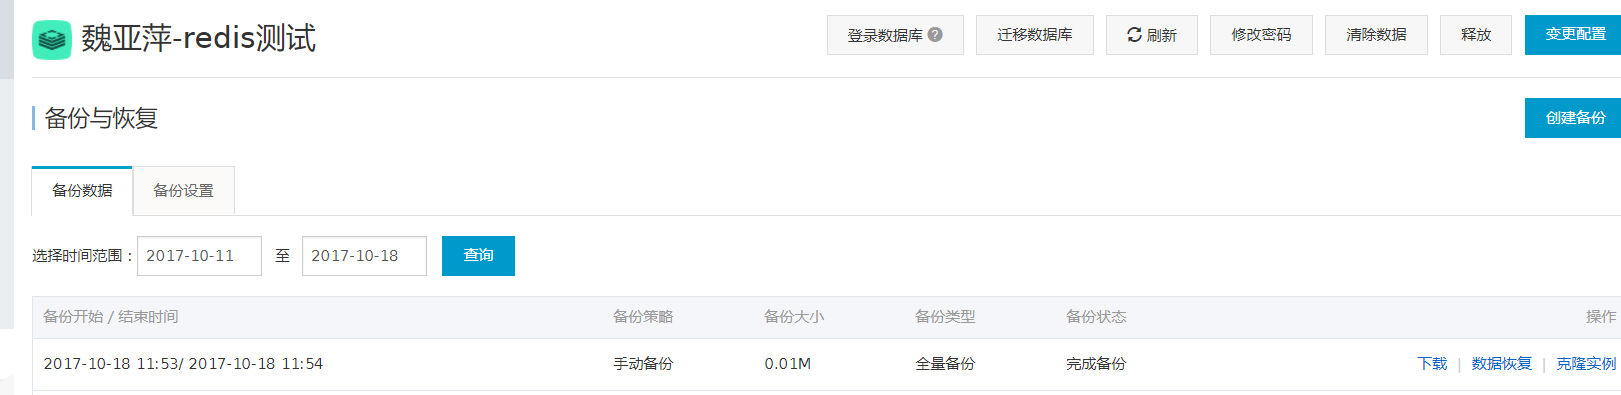 魏亚萍-redis测试
登录数据库 ? 迁移数据库 刷新 修改密码 清除数据 释放 变更配置
备份与恢复 创建备份
备份数据 备份设置
选择时间范围： 2017-10-11 至 2017-10-18 查询
备份开始 / 结束时间 备份策略 备份大小 备份类型 备份状态 操作
2017-10-18 11:53/ 2017-10-18 11:54 手动备份 0.01M 全量备份 完成备份 下载 | 数据恢复 | 克隆实例